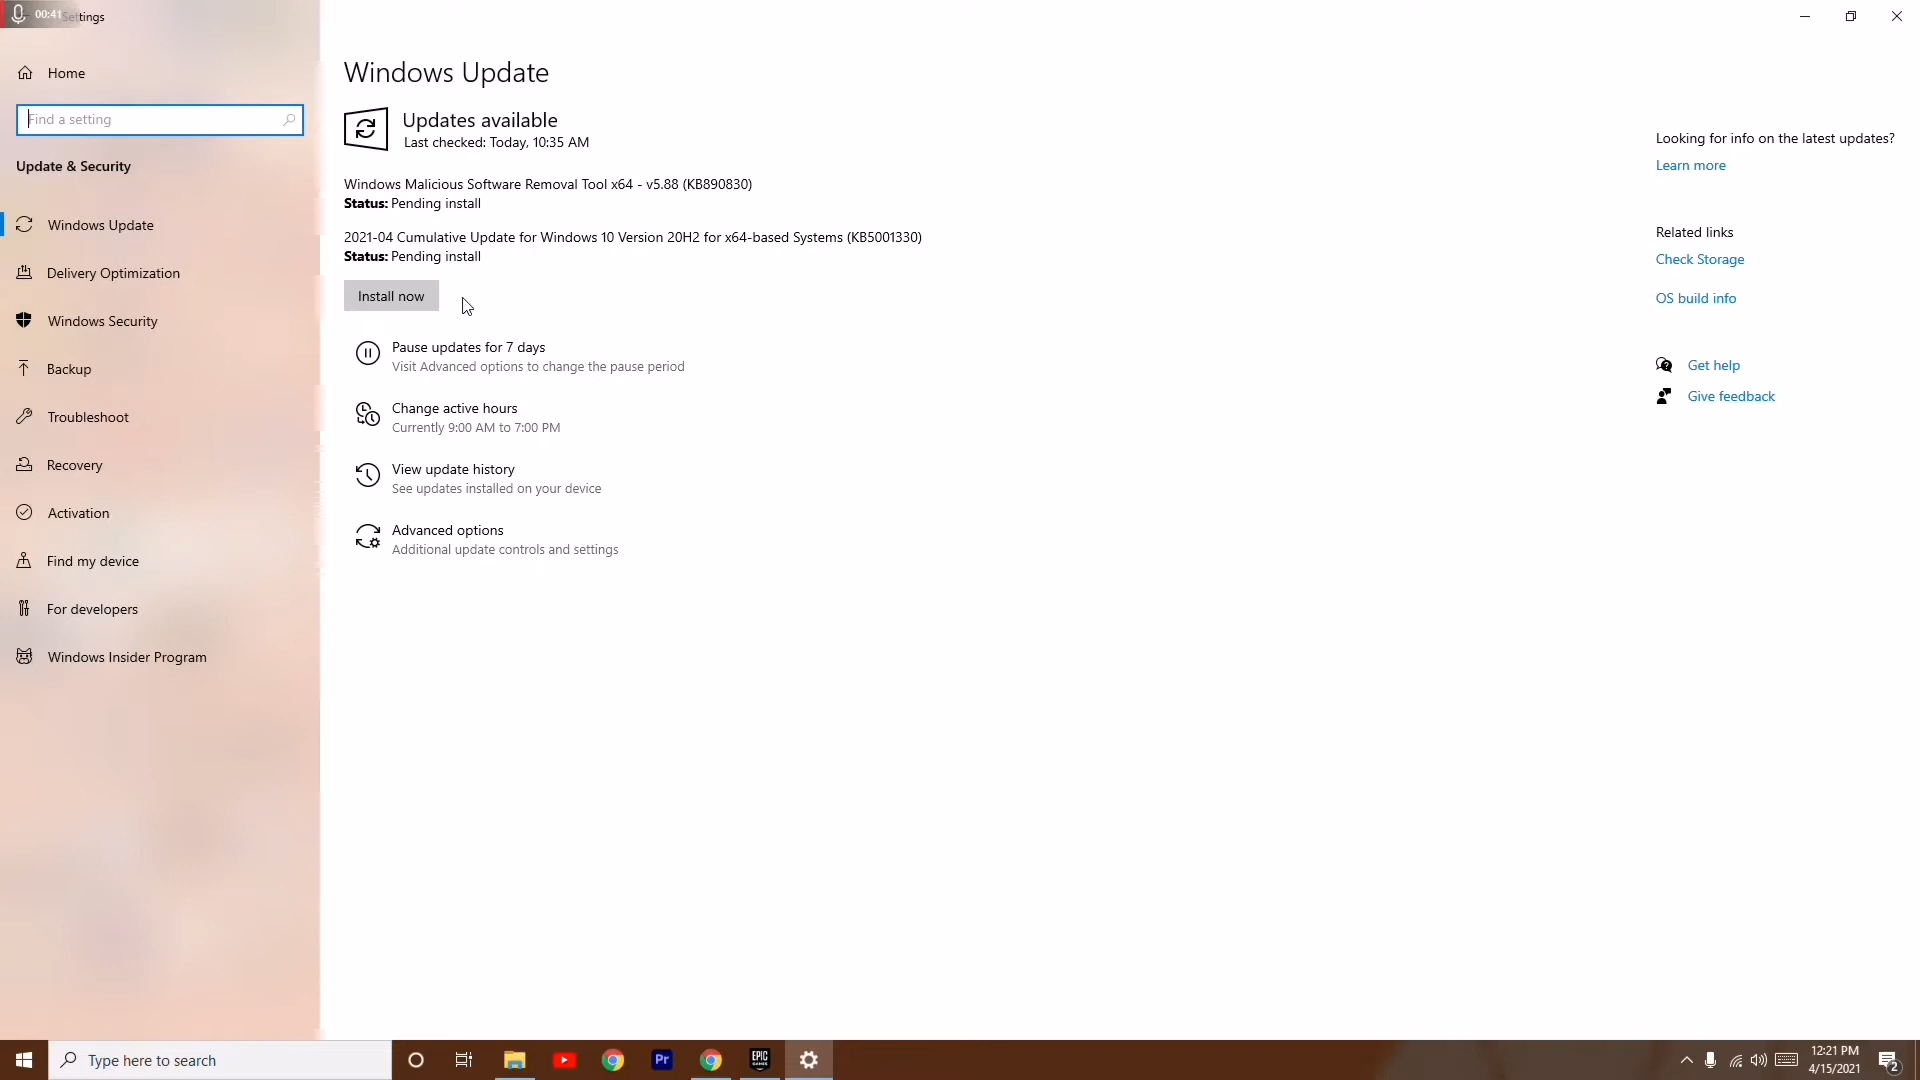 00:41 Settings
Home
Find a setting
Update & Security
Windows Update
Delivery Optimization
Windows Security
Backup
Troubleshoot
Recovery
Activation
Find my device
For developers
Windows Insider Program
Windows Update
Updates available
Last checked: Today, 10:35 AM
Windows Malicious Software Removal Tool x64 - v5.88 (KB890830)
Status: Pending install
2021-04 Cumulative Update for Windows 10 Version 20H2 for x64-based Systems (KB5001330)
Status: Pending install
Install now
Pause updates for 7 days
Visit Advanced options to change the pause period
Change active hours
Currently 9:00 AM to 7:00 PM
View update history
See updates installed on your device
Advanced options
Additional update controls and settings
Looking for info on the latest updates?
Learn more
Related links
Check Storage
OS build info
Get help
Give feedback
Type here to search
Pr
EPIC
GAMES
12:21 PM
4/15/2021
2